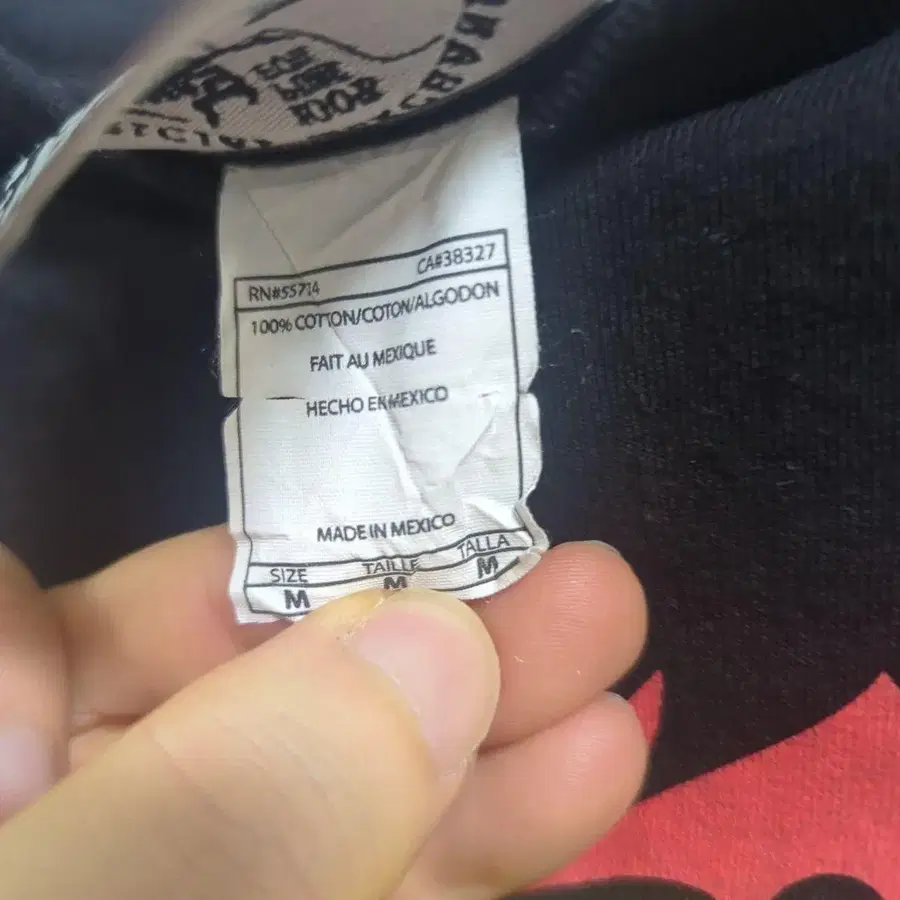 RN#55714 CA#38327
100% COTTON/COTON/ALGODON
FAIT AU MEXIQUE
HECHO EN MEXICO
MADE IN MEXICO
SIZE TAILLE TALLA
M M M